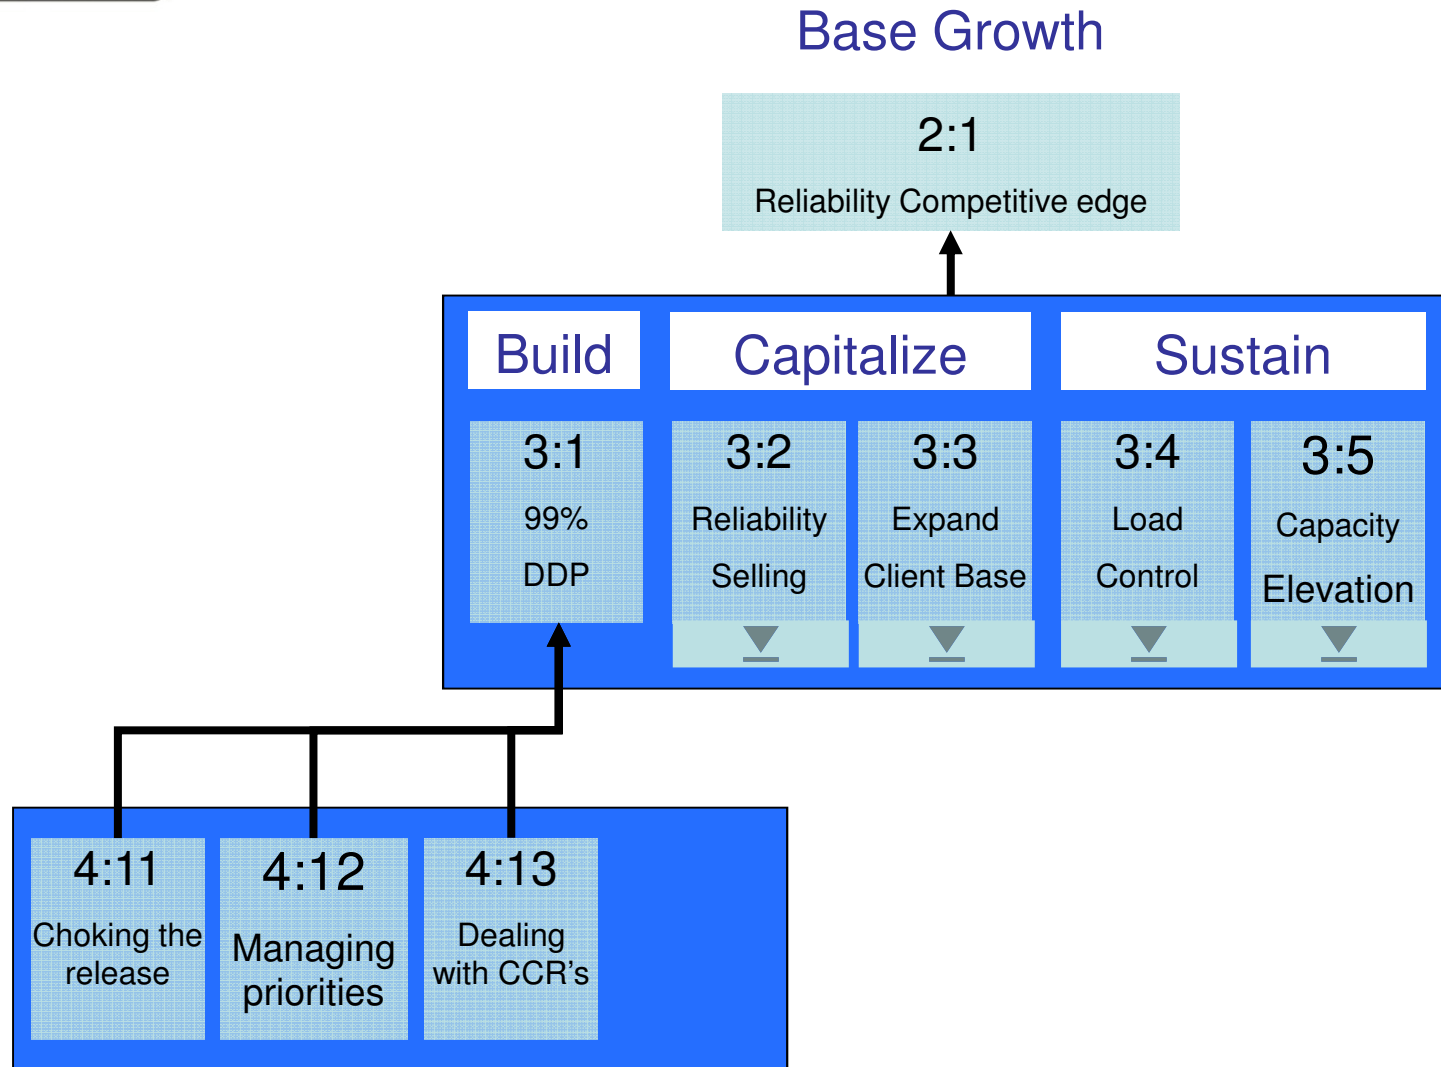 Base Growth
2:1
Reliability Competitive edge
Build
Capitalize
Sustain
3:1
99%
DDP
3:2
Reliability
Selling
3:3
Expand
Client Base
3:4
Load
Control
3:5
Capacity
Elevation
4:11
Choking the
release
4:12
Managing
priorities
4:13
Dealing
with CCR's